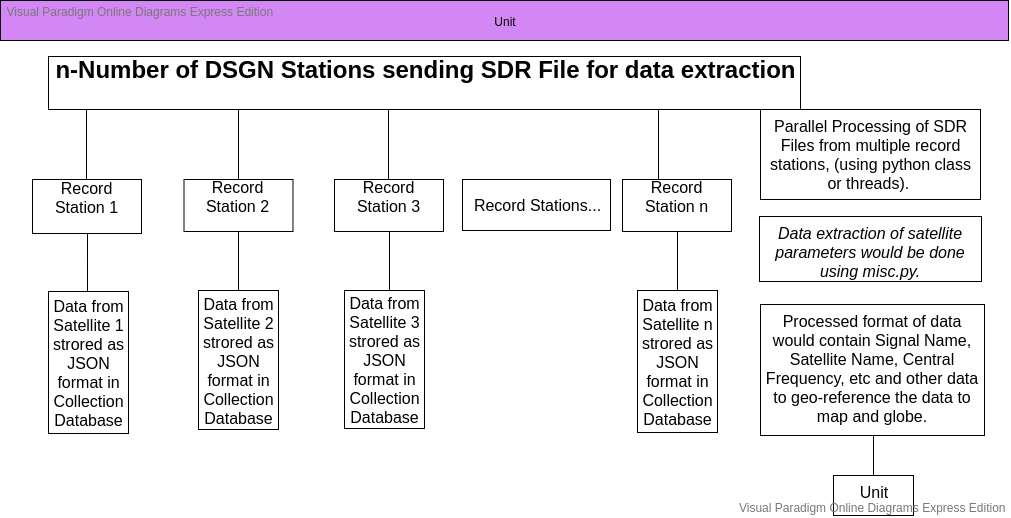 Visual Paradigm Online Diagrams Express Edition
Unit
n-Number of DSGN Stations sending SDR File for data extraction
Record
Station 1
Record
Station 2
Record
Station 3
Record Stations...
Record
Station n
Parallel Processing of SDR
Files from multiple record
stations, (using python class
or threads).
Data extraction of satellite
parameters would be done
using misc.py.
Data from
Satellite 1
strored as
JSON
format in
Collection
Database
Data from
Satellite 2
strored as
JSON
format in
Collection
Database
Data from
Satellite 3
strored as
JSON
format in
Collection
Database
Data from
Satellite n
strored as
JSON
format in
Collection
Database
Processed format of data
would contain Signal Name,
Satellite Name, Central
Frequency, etc and other data
to geo-reference the data to
map and globe.
Unit
Visual Paradigm Online Diagrams Express Edition